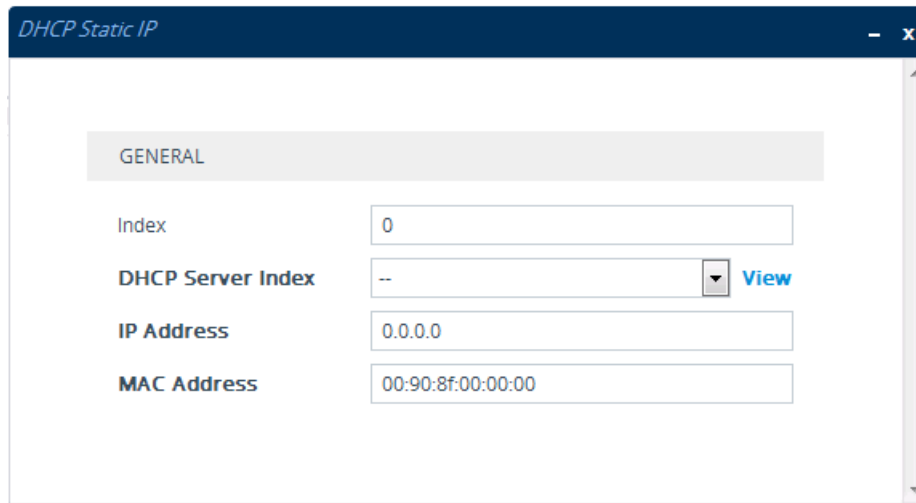 DHCP Static IP – x
GENERAL
Index 0
DHCP Server Index -- View
IP Address 0.0.0.0
MAC Address 00:90:8f:00:00:00